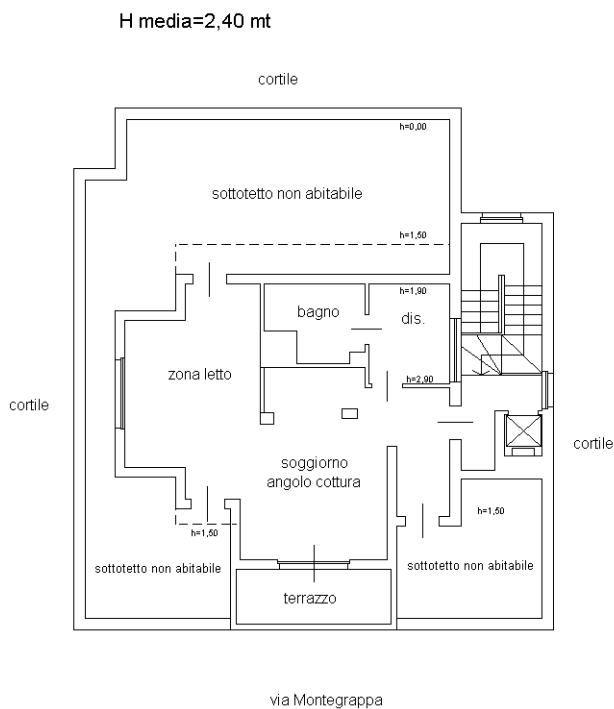 H media=2,40 mt
cortile
h=0,00
sottotetto non abitabile
h=1,50
h=1,90
bagno
dis.
zona letto
h=2,90
cortile
cortile
soggiorno
angolo cottura
h=1,50
h=1,50
sottotetto non abitabile
sottotetto non abitabile
terrazzo
via Montegrappa